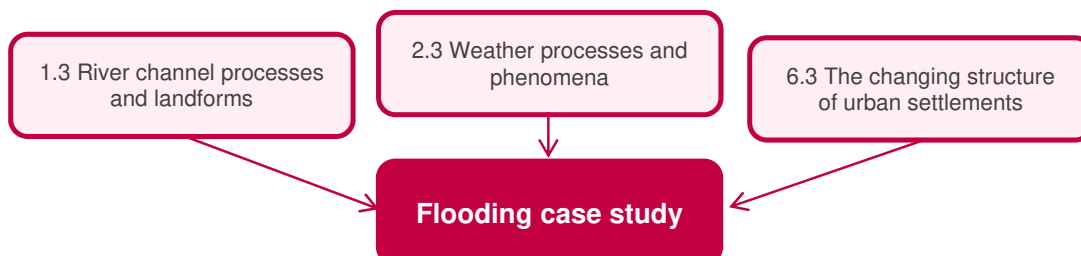 1.3 River channel processes
and landforms
2.3 Weather processes and
phenomena
6.3 The changing structure
of urban settlements
Flooding case study